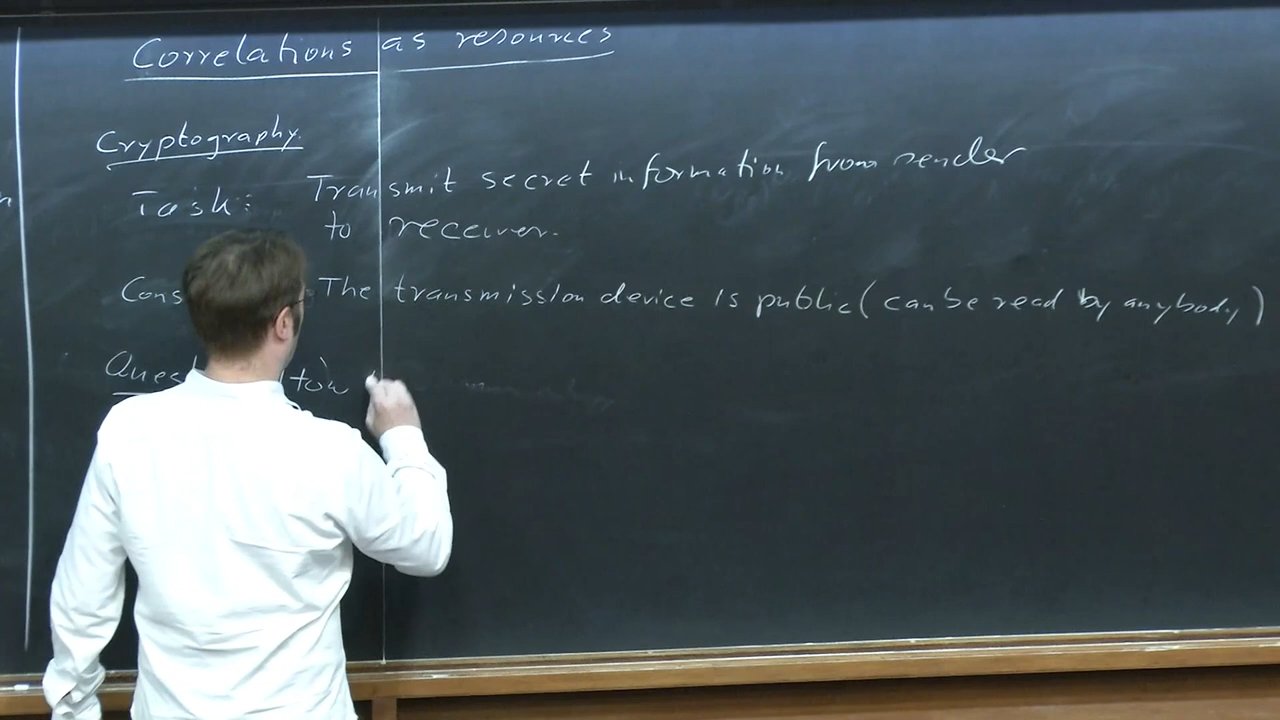 Correlations as resources
Cryptography
Task: Transmit secret information from sender
to receiver.
Cons The transmission device is public (can be read by anybody)
Ques